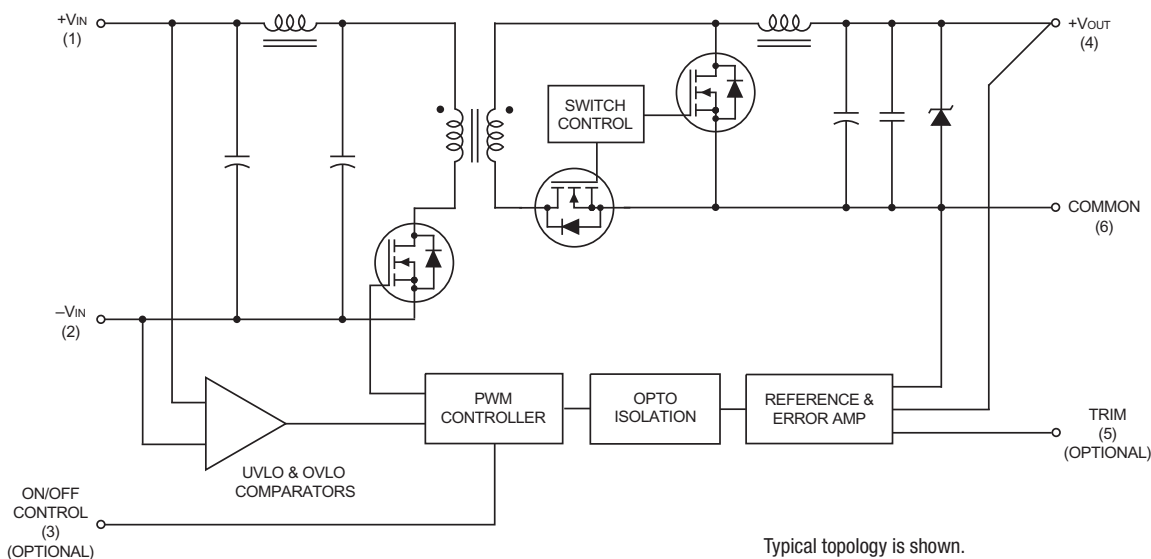 +VIN
(1)
+VOUT
(4)
SWITCH
CONTROL
COMMON
(6)
–VIN
(2)
PWM
CONTROLLER
OPTO
ISOLATION
REFERENCE &
ERROR AMP
TRIM
(5)
(OPTIONAL)
UVLO & OVLO
COMPARATORS
ON/OFF
CONTROL
(3)
(OPTIONAL)
Typical topology is shown.